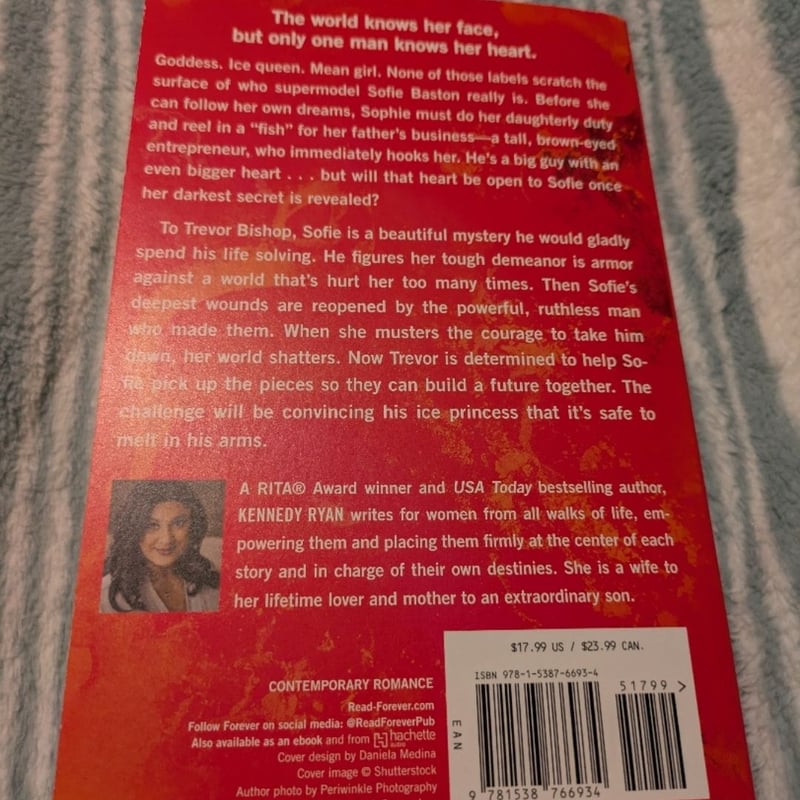 The world knows her face,
but only one man knows her heart.
Goddess. Ice queen. Mean girl. None of those labels scratch the
surface of who supermodel Sofie Baston really is. Before she
can follow her own dreams, Sophie must do her daughterly duty
and reel in a “fish” for her father’s business—a tall, brown-eyed
entrepreneur, who immediately hooks her. He’s a big guy with an
even bigger heart . . . but will that heart be open to Sofie once
her darkest secret is revealed?
To Trevor Bishop, Sofie is a beautiful mystery he would gladly
spend his life solving. He figures her tough demeanor is armor
against a world that’s hurt her too many times. Then Sofie’s
deepest wounds are reopened by the powerful, ruthless man
who made them. When she musters the courage to take him
down, her world shatters. Now Trevor is determined to help So-
fie pick up the pieces so they can build a future together. The
challenge will be convincing his ice princess that it’s safe to
melt in his arms.
A RITA® Award winner and USA Today bestselling author,
KENNEDY RYAN writes for women from all walks of life, em-
powering them and placing them firmly at the center of each
story and in charge of their own destinies. She is a wife to
her lifetime lover and mother to an extraordinary son.
$17.99 US / $23.99 CAN.
ISBN 978-1-5387-6693-4
51799 >
EAN
9 781538 766934
CONTEMPORARY ROMANCE
Read-Forever.com
Follow Forever on social media: @ReadForeverPub
Also available as an ebook and from hachette audio
Cover design by Daniela Medina
Cover image © Shutterstock
Author photo by Periwinkle Photography